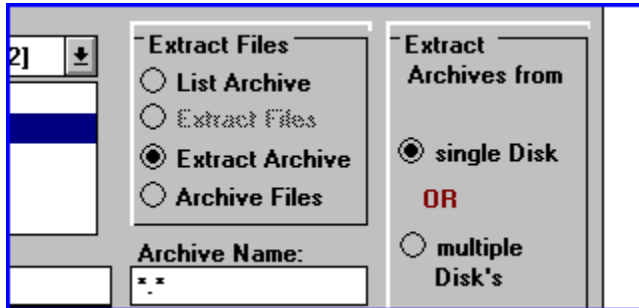 2]
Extract Files
List Archive
Extract Files
Extract Archive
Archive Files
Archive Name:
*.*
Extract
Archives from
single Disk
OR
multiple
Disk's